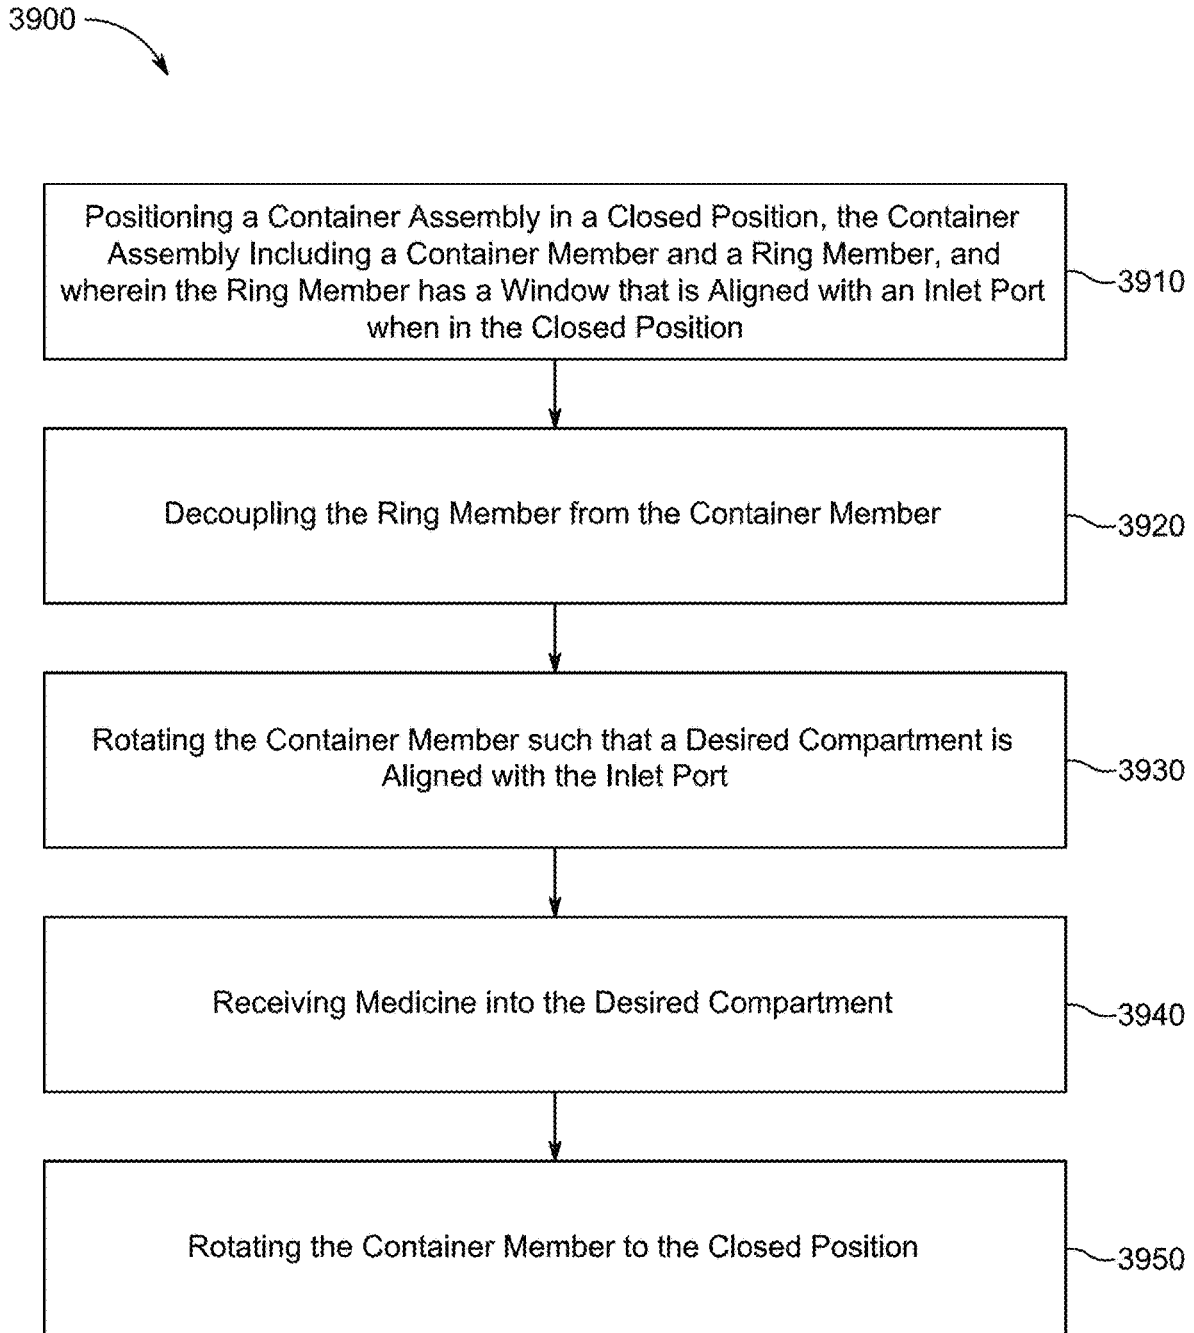 3900
Positioning a Container Assembly in a Closed Position, the Container
Assembly Including a Container Member and a Ring Member, and
wherein the Ring Member has a Window that is Aligned with an Inlet Port
when in the Closed Position
3910
Decoupling the Ring Member from the Container Member
3920
Rotating the Container Member such that a Desired Compartment is
Aligned with the Inlet Port
3930
Receiving Medicine into the Desired Compartment
3940
Rotating the Container Member to the Closed Position
3950